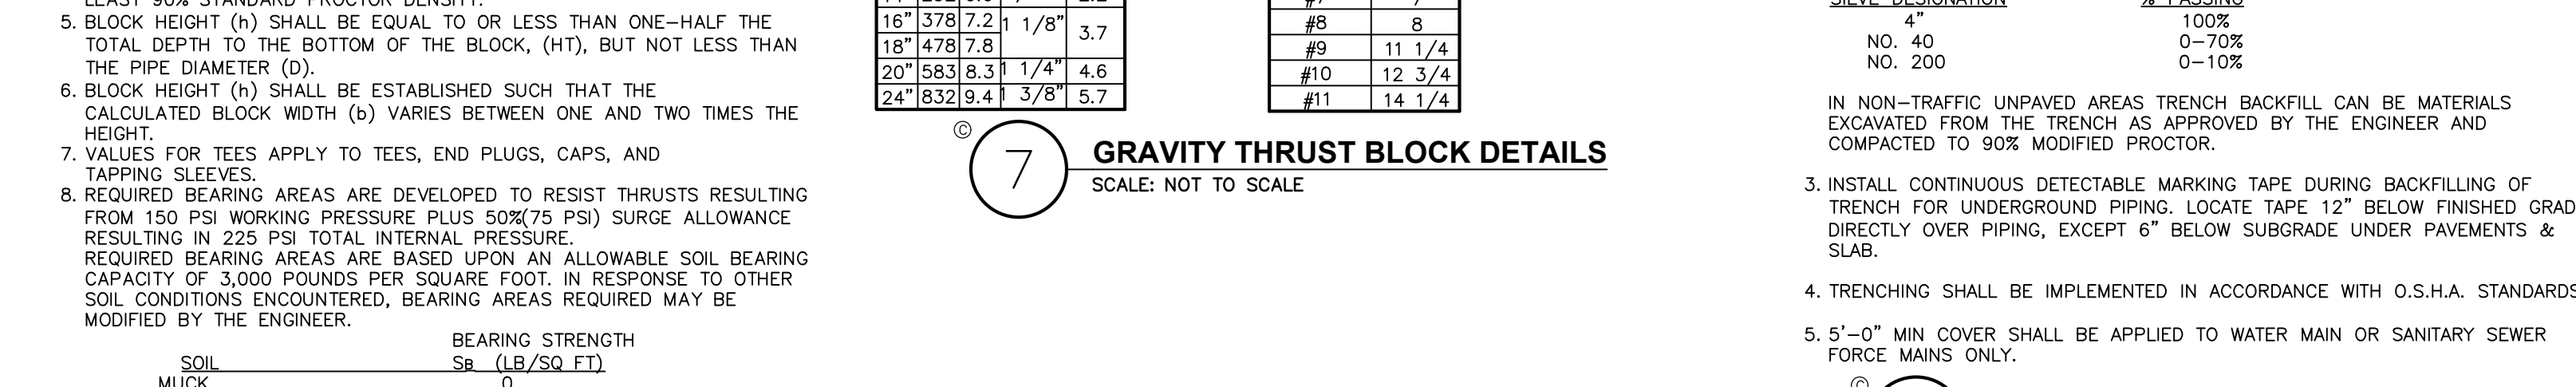 LEAST 90% STANDARD PROCTOR DENSITY.
5. BLOCK HEIGHT (h) SHALL BE EQUAL TO OR LESS THAN ONE-HALF THE
TOTAL DEPTH TO THE BOTTOM OF THE BLOCK, (HT), BUT NOT LESS THAN
THE PIPE DIAMETER (D).
6. BLOCK HEIGHT (h) SHALL BE ESTABLISHED SUCH THAT THE
CALCULATED BLOCK WIDTH (b) VARIES BETWEEN ONE AND TWO TIMES THE
HEIGHT.
7. VALUES FOR TEES APPLY TO TEES, END PLUGS, CAPS, AND
TAPPING SLEEVES.
8. REQUIRED BEARING AREAS ARE DEVELOPED TO RESIST THRUSTS RESULTING
FROM 150 PSI WORKING PRESSURE PLUS 50%(75 PSI) SURGE ALLOWANCE
RESULTING IN 225 PSI TOTAL INTERNAL PRESSURE.
REQUIRED BEARING AREAS ARE BASED UPON AN ALLOWABLE SOIL BEARING
CAPACITY OF 3,000 POUNDS PER SQUARE FOOT. IN RESPONSE TO OTHER
SOIL CONDITIONS ENCOUNTERED, BEARING AREAS REQUIRED MAY BE
MODIFIED BY THE ENGINEER.
BEARING STRENGTH
SOIL SB (LB/SQ FT)
MUCK 0
16" 378 7.2 1 1/8" 3.7
18" 478 7.8
20" 583 8.3 1 1/4" 4.6
24" 832 9.4 1 3/8" 5.7
#8 8
#9 11 1/4
#10 12 3/4
#11 14 1/4
©
7
GRAVITY THRUST BLOCK DETAILS
SCALE: NOT TO SCALE
SIEVE DESIGNATION % PASSING
4" 100%
NO. 40 0-70%
NO. 200 0-10%
IN NON-TRAFFIC UNPAVED AREAS TRENCH BACKFILL CAN BE MATERIALS
EXCAVATED FROM THE TRENCH AS APPROVED BY THE ENGINEER AND
COMPACTED TO 90% MODIFIED PROCTOR.
3. INSTALL CONTINUOUS DETECTABLE MARKING TAPE DURING BACKFILLING OF
TRENCH FOR UNDERGROUND PIPING. LOCATE TAPE 12" BELOW FINISHED GRAD
DIRECTLY OVER PIPING, EXCEPT 6" BELOW SUBGRADE UNDER PAVEMENTS &
SLAB.
4. TRENCHING SHALL BE IMPLEMENTED IN ACCORDANCE WITH O.S.H.A. STANDARDS
5. 5'-0" MIN COVER SHALL BE APPLIED TO WATER MAIN OR SANITARY SEWER
FORCE MAINS ONLY.
©